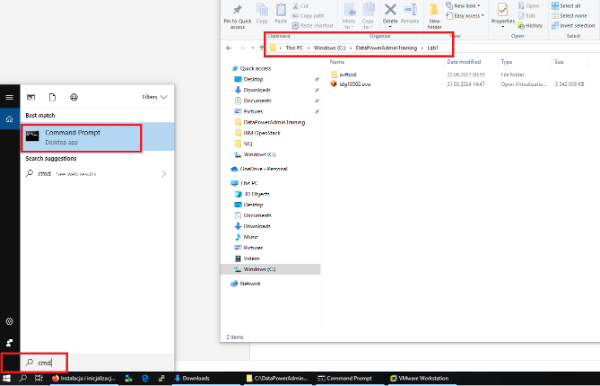 Pin to Quick access
Copy
Paste
Cut
Copy path
Paste shortcut
Move to
Copy to
Delete
Rename
New folder
New item
Easy access
Properties
Open
Edit
History
Select all
Select none
Invert selection
Clipboard
Organize
New
Open
Select
This PC > Windows (C:) > DataPowerAdminTraining > Lab1
Name
Date modified
Type
Size
Quick access
Desktop
Downloads
Documents
Pictures
DataPowerAdminTraining
IBM OpenStack
OneDrive - Personal
This PC
3D Objects
Desktop
Documents
Downloads
Music
Pictures
Videos
Windows (C:)
Network
ovftool
22.09.2021 00:55
File folder
idg10502.ova
21.03.2024 14:47
Open Virtualizatio...
3 242 958 KB
2 items
Filters
Best match
Command Prompt
Desktop app
Search suggestions
cmd - See web results
cmd
Instalacja i inicjalizacj...
Downloads
C:\DataPowerAdmin...
Command Prompt
VMware Workstation